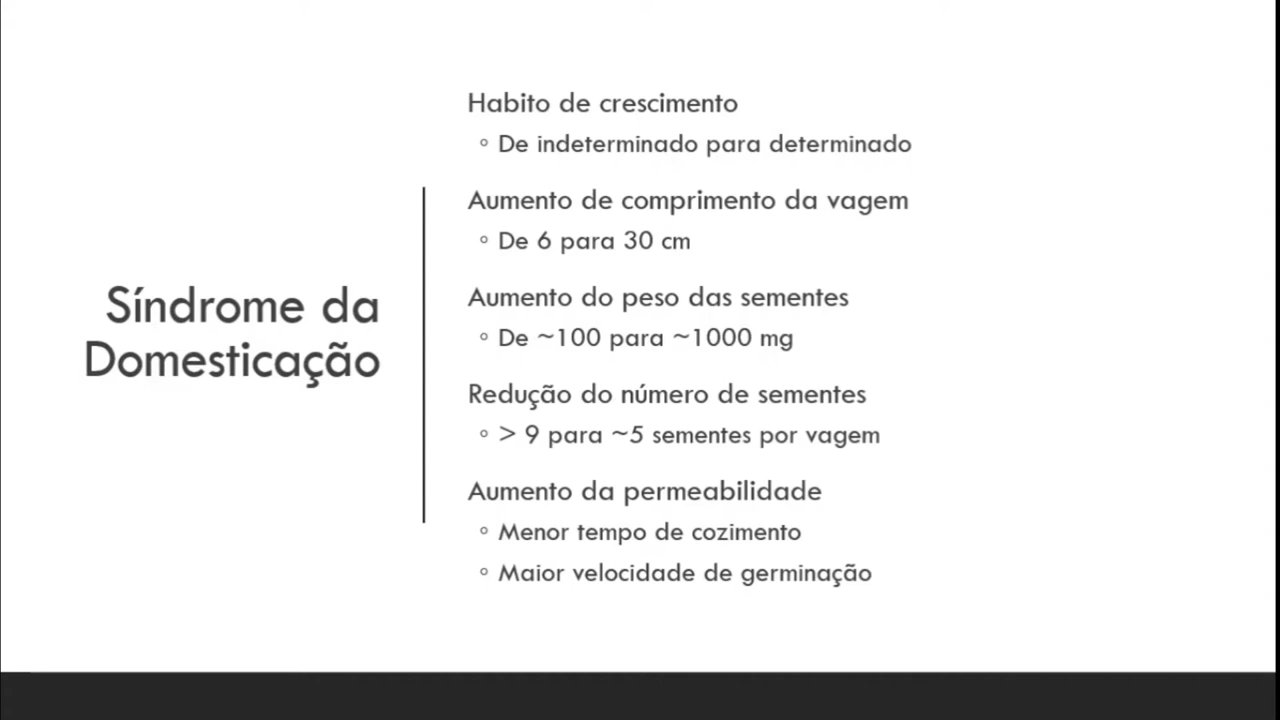 Síndrome da
Domesticação
Habito de crescimento
◦ De indeterminado para determinado
Aumento de comprimento da vagem
◦ De 6 para 30 cm
Aumento do peso das sementes
◦ De ~100 para ~1000 mg
Redução do número de sementes
◦ > 9 para ~5 sementes por vagem
Aumento da permeabilidade
◦ Menor tempo de cozimento
◦ Maior velocidade de germinação